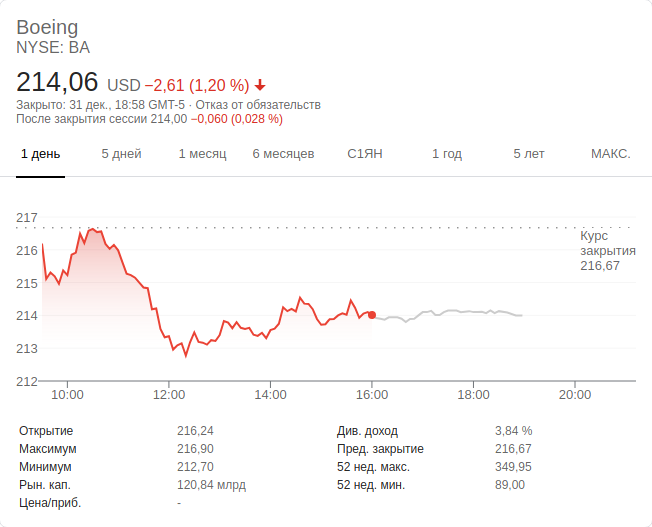 Boeing
NYSE: BA
214,06 USD −2,61 (1,20 %)
Закрыто: 31 дек., 18:58 GMT-5 · Отказ от обязательств
После закрытия сессии 214,00 −0,060 (0,028 %)
1 день 5 дней 1 месяц 6 месяцев С1ЯН 1 год 5 лет МАКС.
217
216
215
214
213
212
Курс
закрытия
216,67
10:00 12:00 14:00 16:00 18:00 20:00
Открытие 216,24 Див. доход 3,84 %
Максимум 216,90 Пред. закрытие 216,67
Минимум 212,70 52 нед. макс. 349,95
Рын. кап. 120,84 млрд 52 нед. мин. 89,00
Цена/приб. -